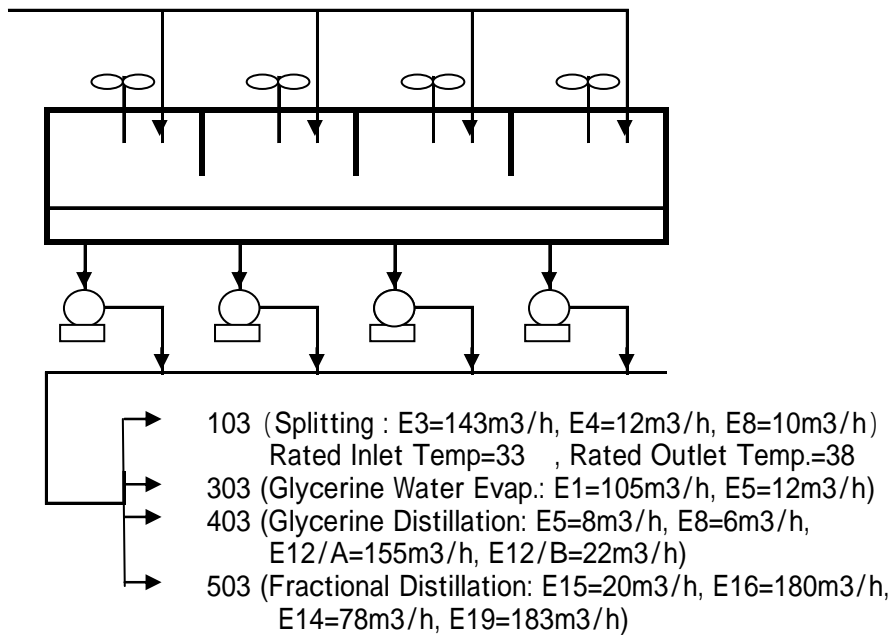 103 (Splitting : E3=143m3/h, E4=12m3/h, E8=10m3/h)
Rated Inlet Temp=33 , Rated Outlet Temp.=38
303 (Glycerine Water Evap.: E1=105m3/h, E5=12m3/h)
403 (Glycerine Distillation: E5=8m3/h, E8=6m3/h,
E12/A=155m3/h, E12/B=22m3/h)
503 (Fractional Distillation: E15=20m3/h, E16=180m3/h,
E14=78m3/h, E19=183m3/h)